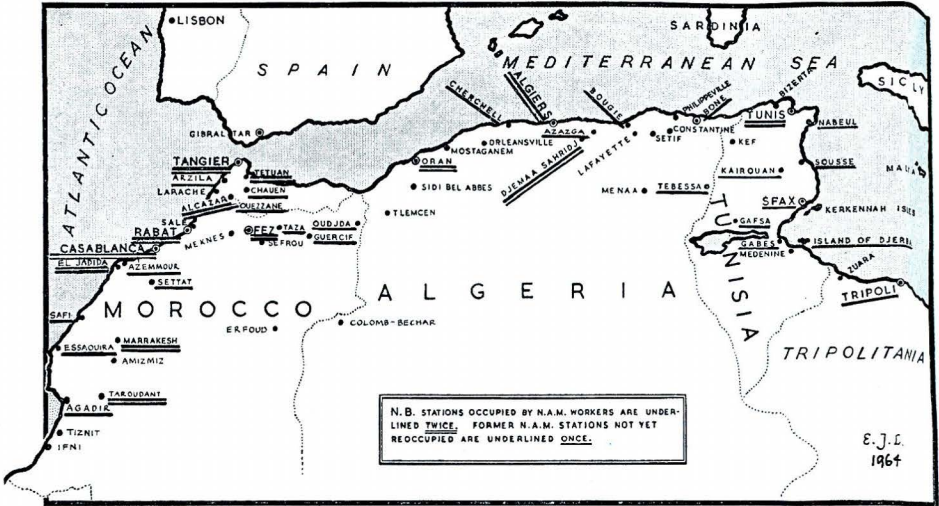 LISBON
ATLANTIC OCEAN
SPAIN
GIBRALTAR
SARDINIA
MEDITERRANEAN SEA
SICILY
CHERCHELL
ALGIERS
BOUGIE
PHILIPPEVILLE
BONE
BIZERTA
TUNIS
NABEUL
AZAZGA
CONSTANTINE
ORLEANSVILLE
SETIF
KEF
MOSTAGANEM
DJEMAA SAHRIDJ
LAFAYETTE
TANGIER
TETUAN
ORAN
SOUSSE
KAIROUAN
ARZILA
CHAUEN
SIDI BEL ABBES
MENAA
TEBESSA
LARACHE
ALCAZAR
OUEZZANE
SFAX
KERKENNAH ISLES
TLEMCEN
SALE
RABAT
MEKNES
FEZ
TAZA
OUDJDA
GUERCIF
SEFROU
GAFSA
GABES
MEDENINE
ISLAND OF DJERB
CASABLANCA
EL JADIDA
AZEMMOUR
SETTAT
ZUARA
TRIPOLI
MOROCCO
ALGERIA
TUNISIA
TRIPOLITANIA
SAFI
ERFOUD
COLOMB-BECHAR
ESSAOUIRA
MARRAKESH
AMIZMIZ
TAROUDANT
AGADIR
TIZNIT
IFNI
N.B. STATIONS OCCUPIED BY N.A.M. WORKERS ARE UNDER-
LINED TWICE. FORMER N.A.M. STATIONS NOT YET
REOCCUPIED ARE UNDERLINED ONCE.
E.J.L.
1964